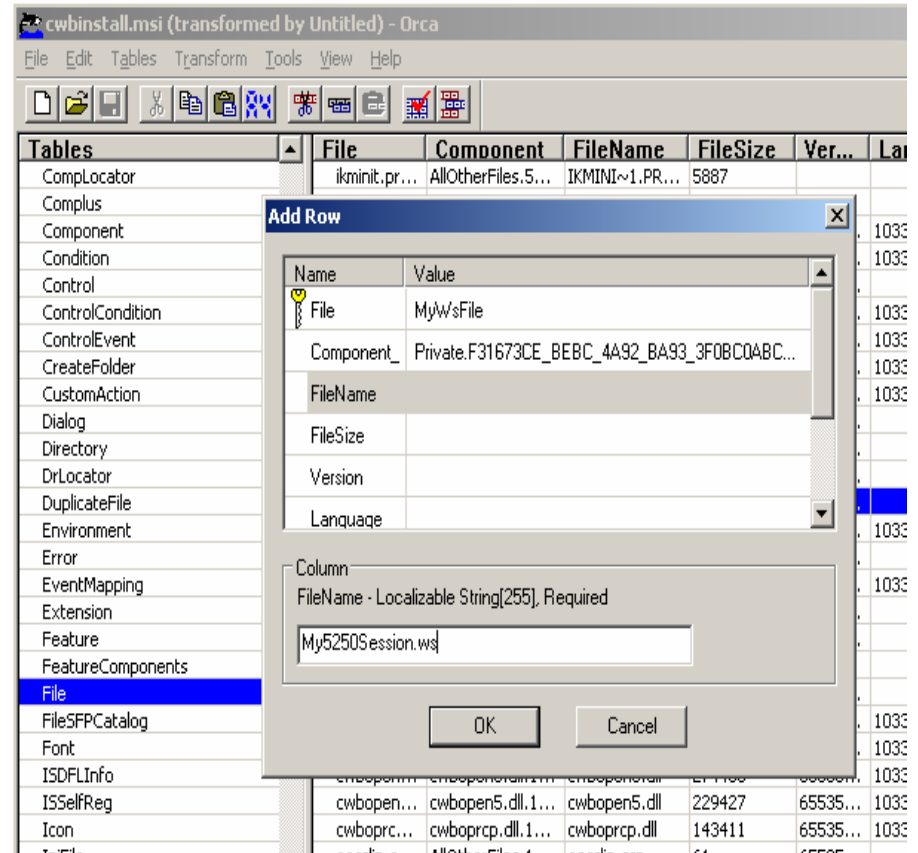 cwbinstall.msi (transformed by Untitled) - Orca
File Edit Tables Transform Tools View Help
Tables File Component FileName FileSize Ver... La
CompLocator ikminit.pr... AllOtherFiles.5... IKMINI~1.PR... 5887
Complus
Component 1033
Condition 1033
Control
ControlCondition 1033
ControlEvent 1033
CreateFolder 1033
CustomAction 1033
Dialog
Directory
DrLocator
DuplicateFile
Environment 1033
Error
EventMapping 1033
Extension
Feature
FeatureComponents
File
FileSFPCatalog 1033
Font 1033
ISDFLInfo 1033
ISSelfReg cwbopen... cwbopen5.dll.1... cwbopen5.dll 229427 65535... 1033
Icon cwboprc... cwboprcp.dll.1... cwboprcp.dll 143411 65535... 1033
Add Row
Name Value
File MyWsFile
Component_ Private.F31673CE_BEBC_4A92_BA93_3F0BC0ABC...
FileName
FileSize
Version
Language
Column
FileName - Localizable String[255], Required
My5250Session.ws
OK Cancel